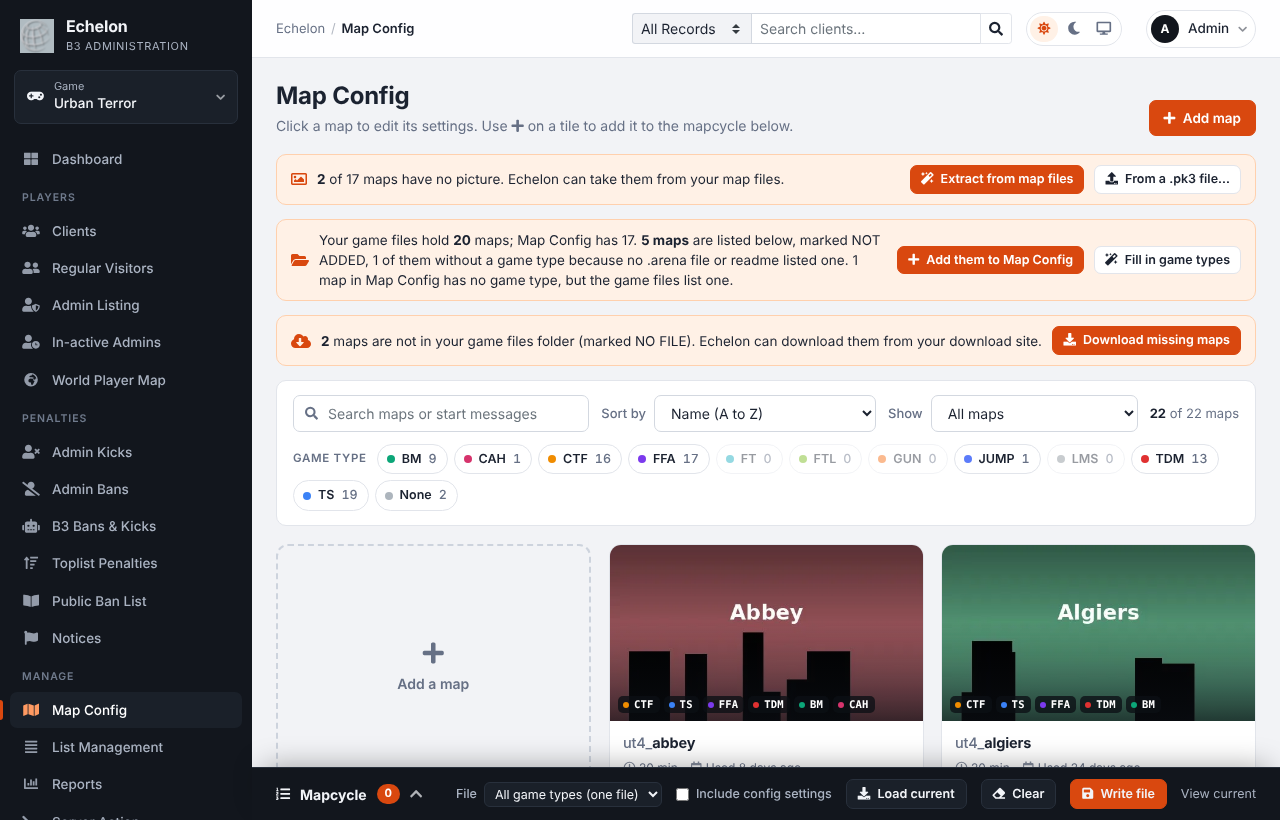 Echelon
B3 ADMINISTRATION
Game
Urban Terror
Dashboard
PLAYERS
Clients
Regular Visitors
Admin Listing
In-active Admins
World Player Map
PENALTIES
Admin Kicks
Admin Bans
B3 Bans & Kicks
Toplist Penalties
Public Ban List
Notices
MANAGE
Map Config
List Management
Reports
Echelon / Map Config
All Records
Search clients...
A
Admin
Map Config
Click a map to edit its settings. Use + on a tile to add it to the mapcycle below.
Add map
2 of 17 maps have no picture. Echelon can take them from your map files.
Extract from map files
From a .pk3 file...
Your game files hold 20 maps; Map Config has 17. 5 maps are listed below, marked NOT
ADDED, 1 of them without a game type because no .arena file or readme listed one. 1
map in Map Config has no game type, but the game files list one.
Add them to Map Config
Fill in game types
2 maps are not in your game files folder (marked NO FILE). Echelon can download them from your download site.
Download missing maps
Search maps or start messages
Sort by
Name (A to Z)
Show
All maps
22 of 22 maps
GAME TYPE
BM 9
CAH 1
CTF 16
FFA 17
FT 0
FTL 0
GUN 0
JUMP 1
LMS 0
TDM 13
TS 19
None 2
Add a map
Abbey
CTF TS FFA TDM BM CAH
ut4_abbey
20 min Used 8 days ago
Algiers
CTF TS FFA TDM BM
ut4_algiers
20 min Used 24 days ago
Mapcycle 0
File
All game types (one file)
Include config settings
Load current
Clear
Write file
View current